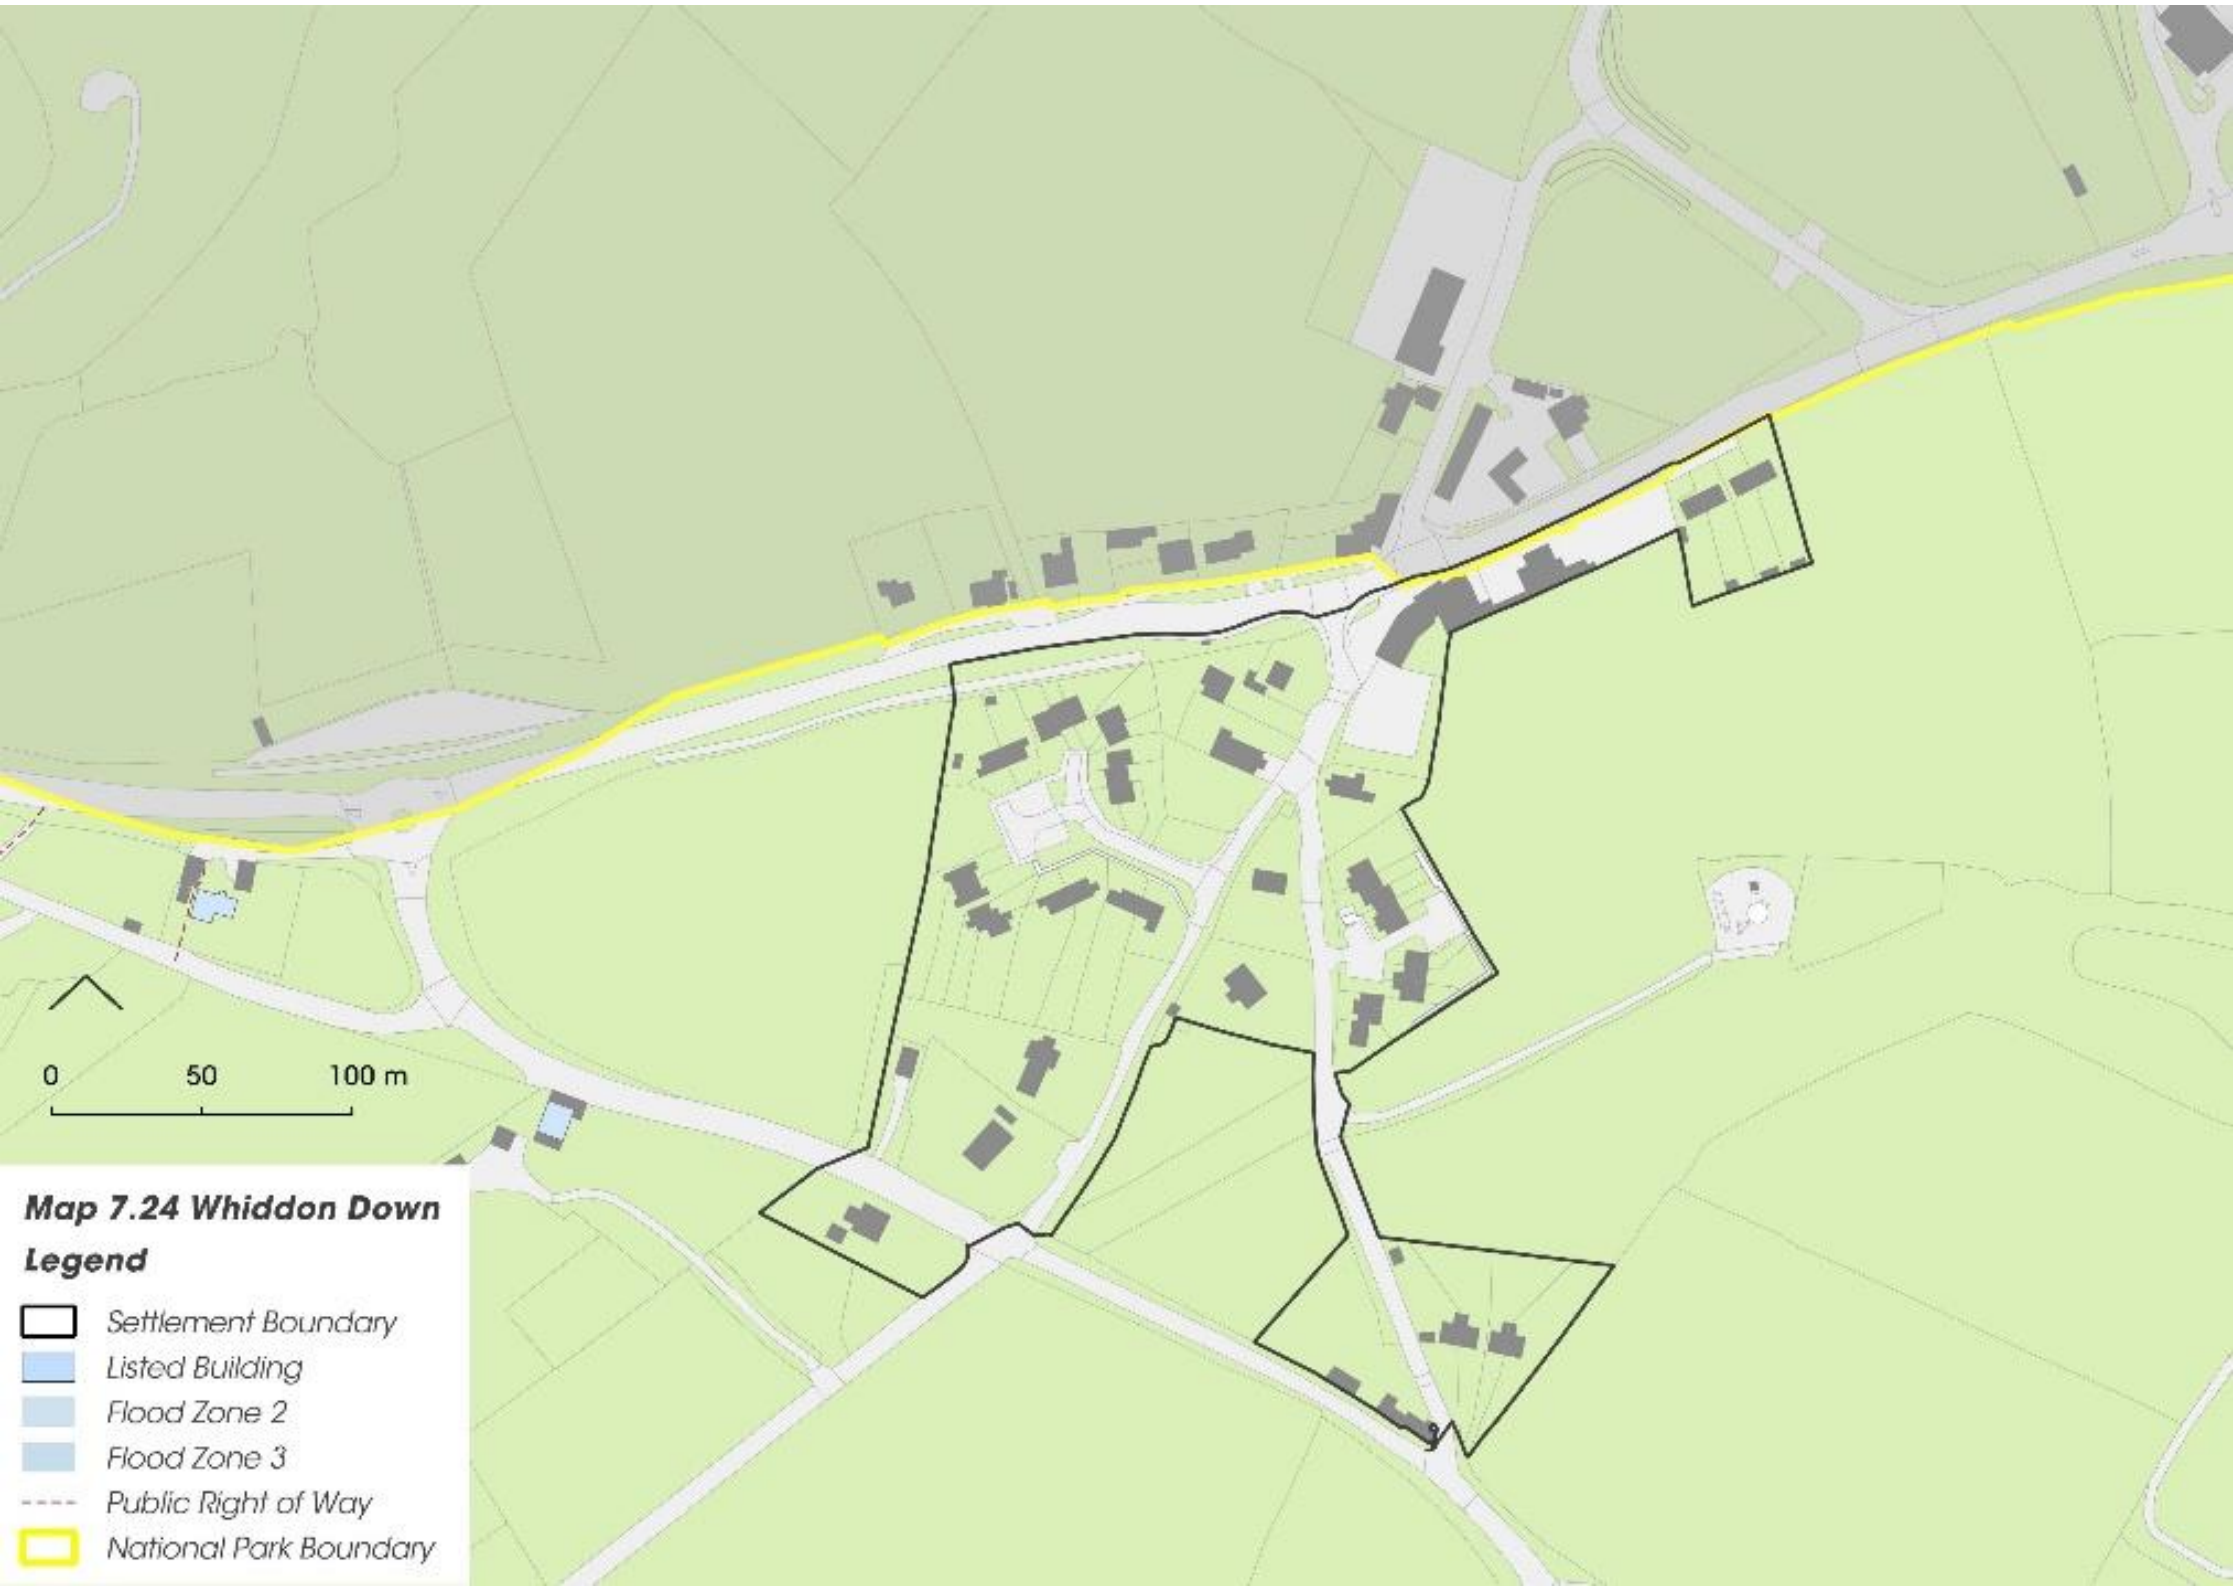 0 50 100 m
Map 7.24 Whiddon Down
Legend
Settlement Boundary
Listed Building
Flood Zone 2
Flood Zone 3
Public Right of Way
National Park Boundary